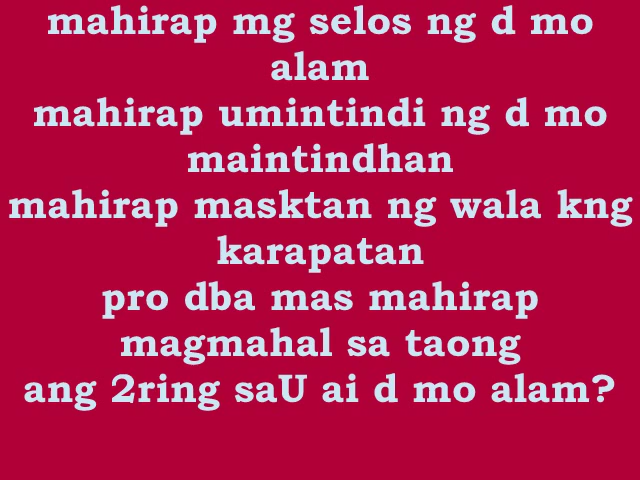 mahirap mg selos ng d mo
alam
mahirap umintindi ng d mo
maintindhan
mahirap masktan ng wala kng
karapatan
pro dba mas mahirap
magmahal sa taong
ang 2ring saU ai d mo alam?